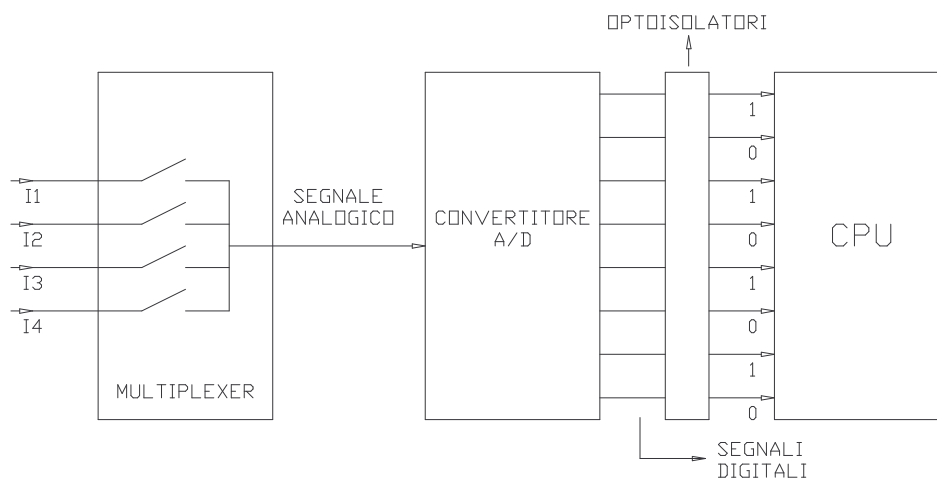 OPTOISOLATORI
I1
I2
I3
I4
MULTIPLEXER
SEGNALE
ANALOGICO
CONVERTITORE
A/D
1
0
1
0
1
0
1
0
CPU
SEGNALI
DIGITALI